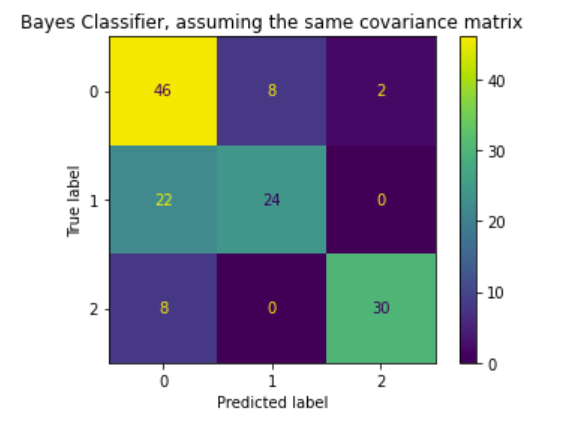 Bayes Classifier, assuming the same covariance matrix
0 46 8 2
1 22 24 0
2 8 0 30
0 1 2
True label
Predicted label
40
30
20
10
0